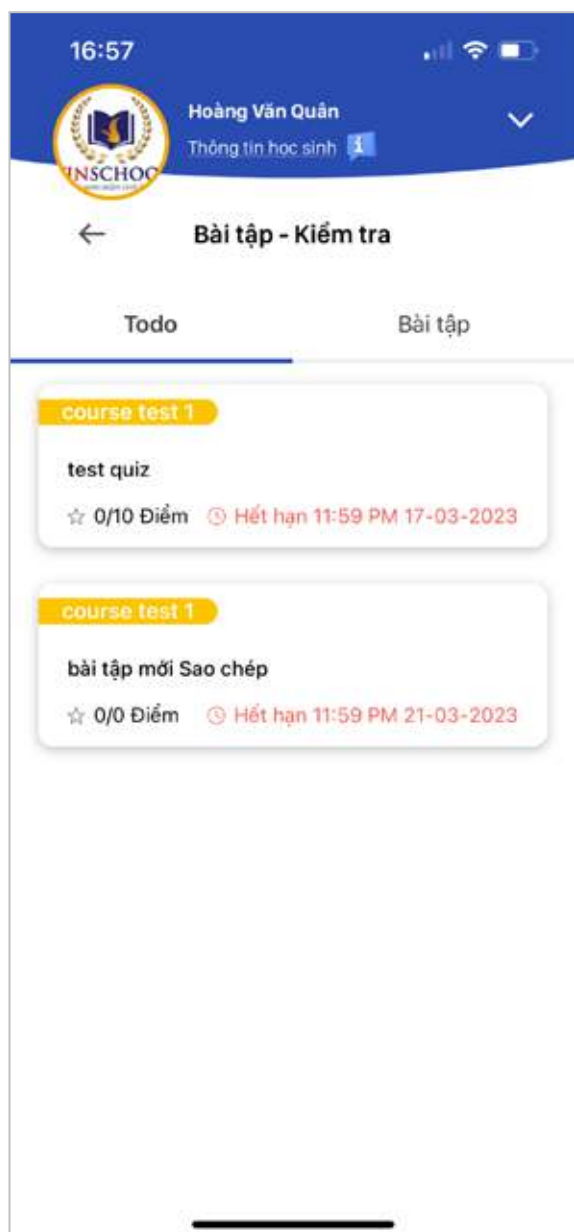 16:57
Hoàng Văn Quân
Thông tin học sinh
INSCHOO
Bài tập - Kiểm tra
Todo
Bài tập
course test 1
test quiz
0/10 Điểm
Hết hạn 11:59 PM 17-03-2023
course test 1
bài tập mới Sao chép
0/0 Điểm
Hết hạn 11:59 PM 21-03-2023